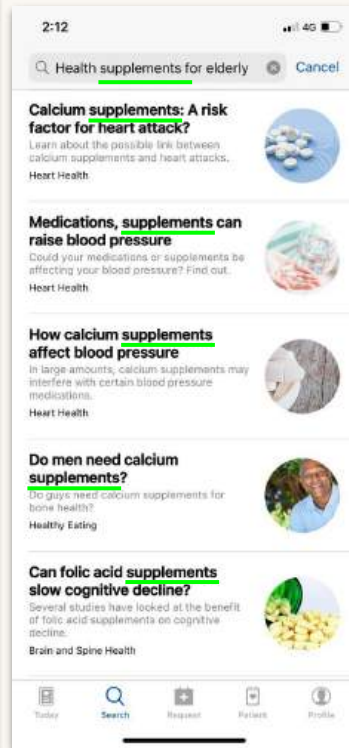 2:12
4G
Health supplements for elderly
Cancel
Calcium supplements: A risk
factor for heart attack?
Learn about the possible link between
calcium supplements and heart attacks.
Heart Health
Medications, supplements can
raise blood pressure
Could your medications or supplements be
affecting your blood pressure? Find out.
Heart Health
How calcium supplements
affect blood pressure
In large amounts, calcium supplements may
interfere with certain blood pressure
medications.
Heart Health
Do men need calcium
supplements?
Do guys need calcium supplements for
bone health?
Healthy Eating
Can folic acid supplements
slow cognitive decline?
Several studies have looked at the benefit
of folic acid supplements on cognitive
decline.
Brain and Spine Health
Today
Search
Request
Patient
Profile